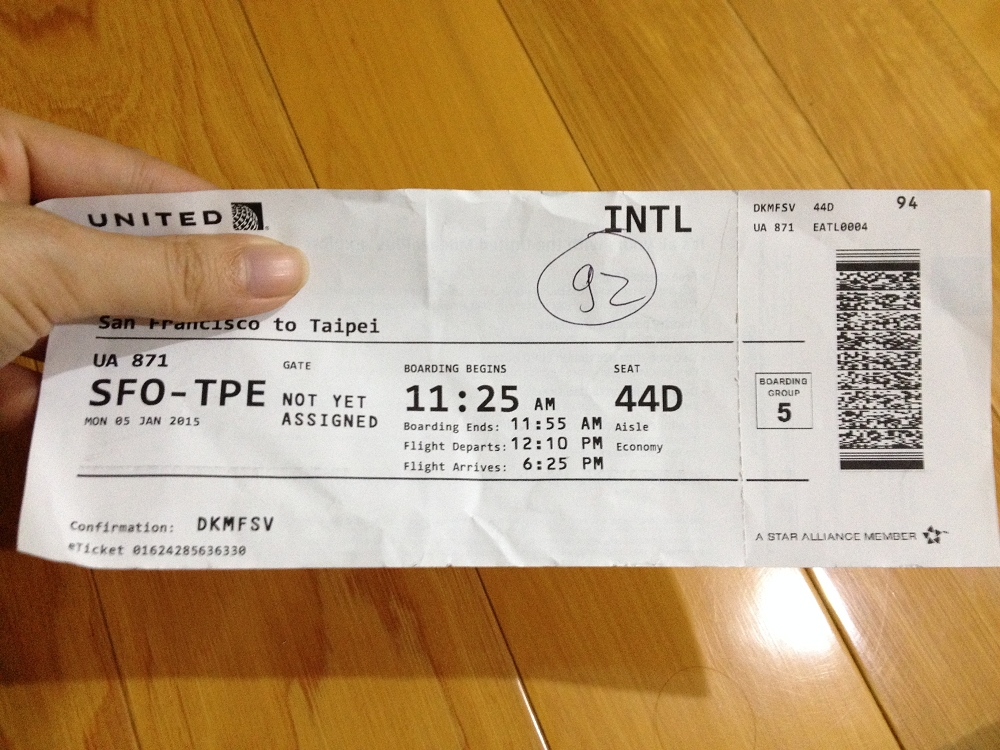 UNITED
INTL
92
San Francisco to Taipei
UA 871
SFO-TPE
MON 05 JAN 2015
GATE
NOT YET
ASSIGNED
BOARDING BEGINS
11:25 AM
Boarding Ends: 11:55 AM
Flight Departs: 12:10 PM
Flight Arrives: 6:25 PM
SEAT
44D
Aisle
Economy
Confirmation: DKMFSV
eTicket 01624285636330
DKMFSV 44D 94
UA 871 EATL0004
BOARDING
GROUP
5
A STAR ALLIANCE MEMBER